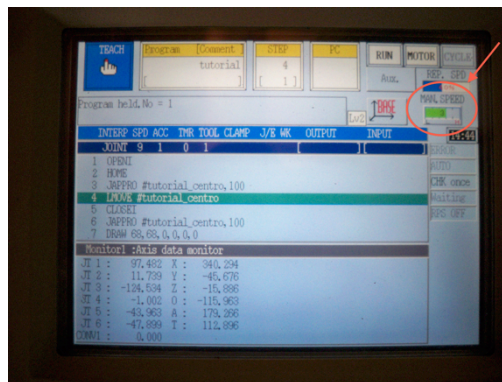 TEACH Program [Comment ] STEP PC RUN MOTOR CYCLE
tutorial 4
[ ] [ 1 ] Aux. REP. SPD
Program held.No = 1 BASE MAN.SPEED
Lv2
INTERP SPD ACC TMR TOOL CLAMP J/E WK OUTPUT INPUT 14:44
JOINT 9 1 0 1 [ ][ ] ERROR
1 OPENI AUTO
2 HOME
3 JAPPRO #tutorial_centro,100 CHK once
4 LMOVE #tutorial_centro Waiting
5 CLOSEI RPS OFF
6 JAPPRO #tutorial_centro,100
7 DRAW 68,68,0,0,0,0
Monitor1 :Axis data monitor
JT 1 : 97.482 X : 340.294
JT 2 : 11.739 Y : -45.676
JT 3 : -124.534 Z : -15.886
JT 4 : -1.002 O : -115.963
JT 5 : -43.963 A : 179.266
JT 6 : -47.899 T : 112.896
CONV1 : 0.000